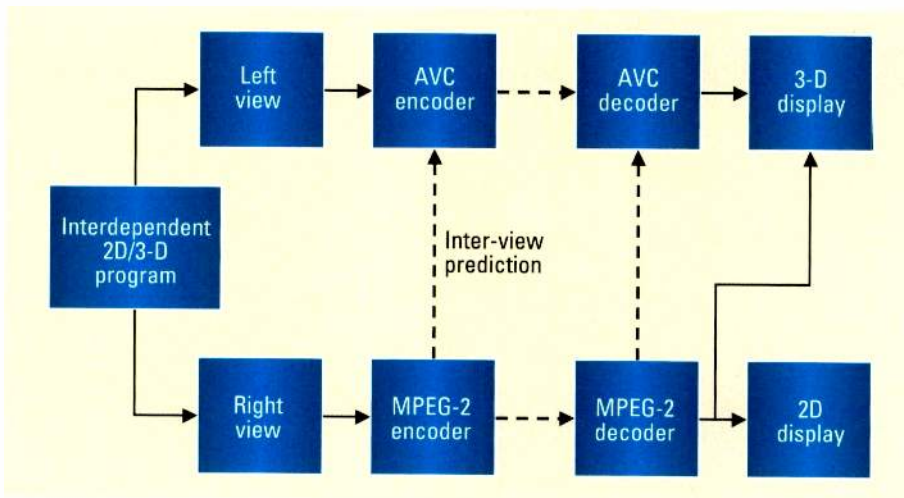 Left
view
AVC
encoder
AVC
decoder
3-D
display
Interdependent
2D/3-D
program
Inter-view
prediction
Right
view
MPEG-2
encoder
MPEG-2
decoder
2D
display